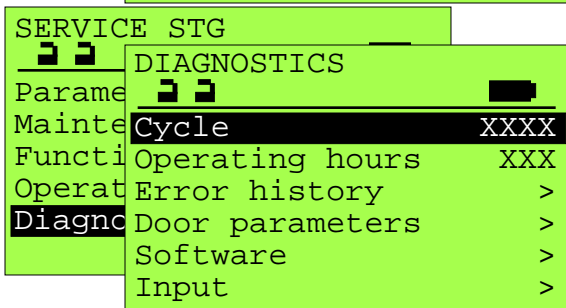 SERVICE STG
Parame
Mainte
Functi
Operat
Diagno
DIAGNOSTICS
Cycle XXXX
Operating hours XXX
Error history >
Door parameters >
Software >
Input >